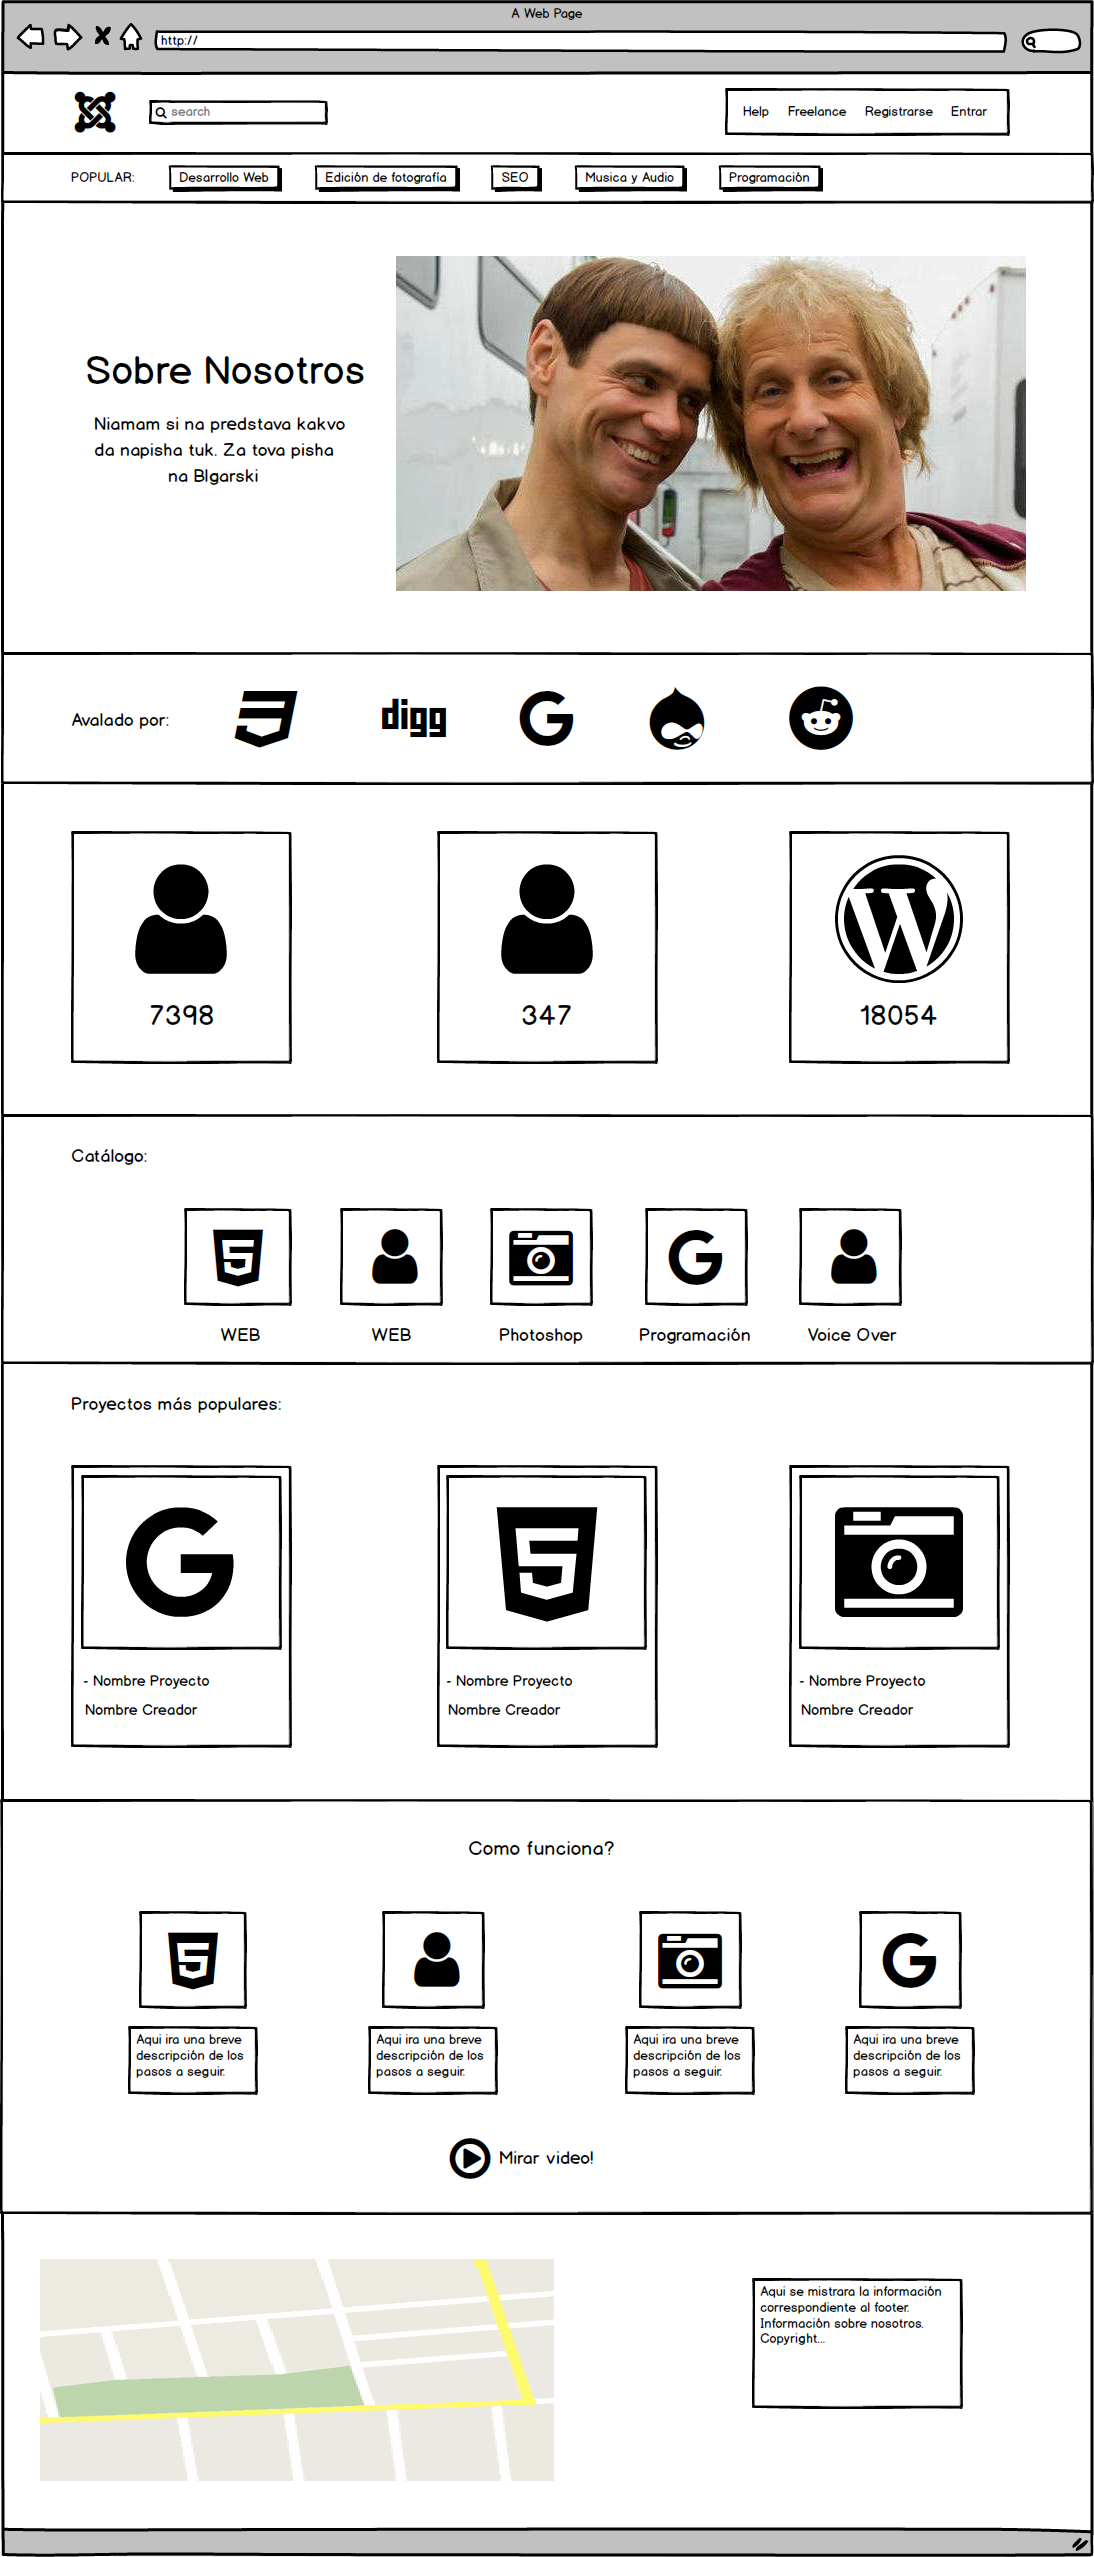 A Web Page
http://
search
Help Freelance Registrarse Entrar
POPULAR: Desarrollo Web Edición de fotografía SEO Musica y Audio Programación
Sobre Nosotros
Niamam si na predstava kakvo
da napisha tuk. Za tova pisha
na Blgarski
Avalado por:
digg
7398 347 18054
Catálogo:
WEB WEB Photoshop Programación Voice Over
Proyectos más populares:
- Nombre Proyecto
Nombre Creador
- Nombre Proyecto
Nombre Creador
- Nombre Proyecto
Nombre Creador
Como funciona?
Aqui ira una breve
descripción de los
pasos a seguir.
Aqui ira una breve
descripción de los
pasos a seguir.
Aqui ira una breve
descripción de los
pasos a seguir.
Aqui ira una breve
descripción de los
pasos a seguir.
Mirar video!
Aqui se mistrara la información
correspondiente al footer.
Información sobre nosotros.
Copyright...